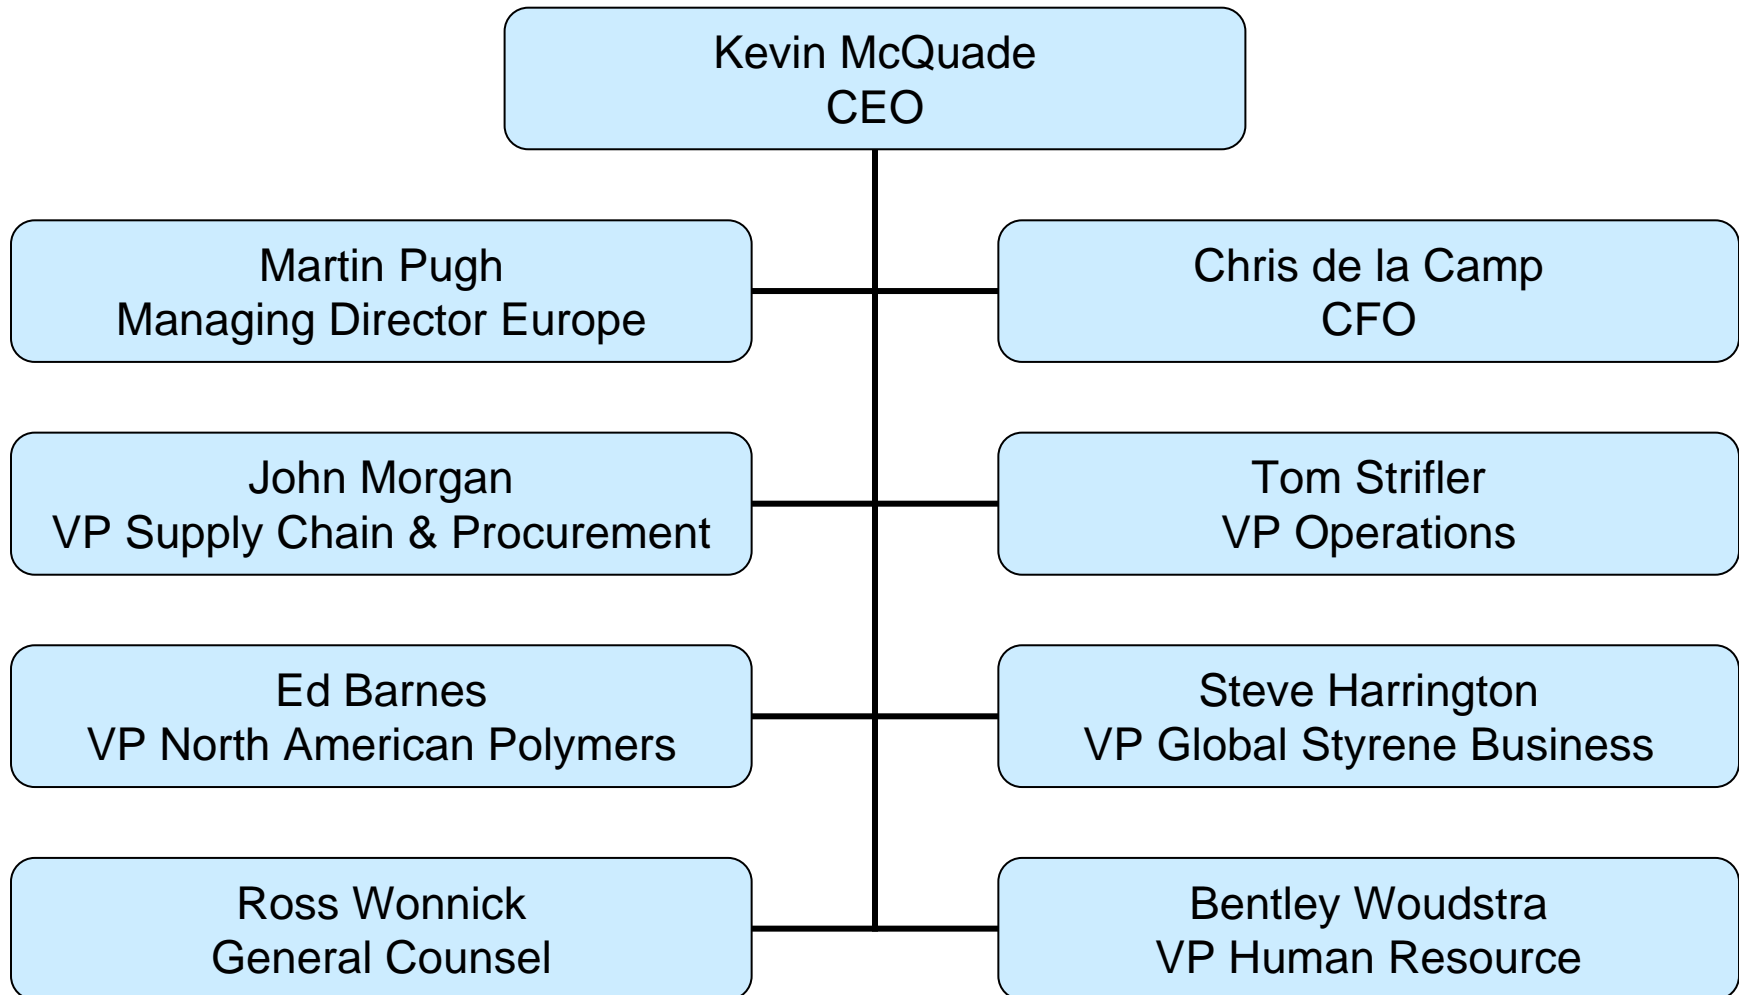 Kevin McQuade
CEO
Martin Pugh
Managing Director Europe
Chris de la Camp
CFO
John Morgan
VP Supply Chain & Procurement
Tom Strifler
VP Operations
Ed Barnes
VP North American Polymers
Steve Harrington
VP Global Styrene Business
Ross Wonnick
General Counsel
Bentley Woudstra
VP Human Resource